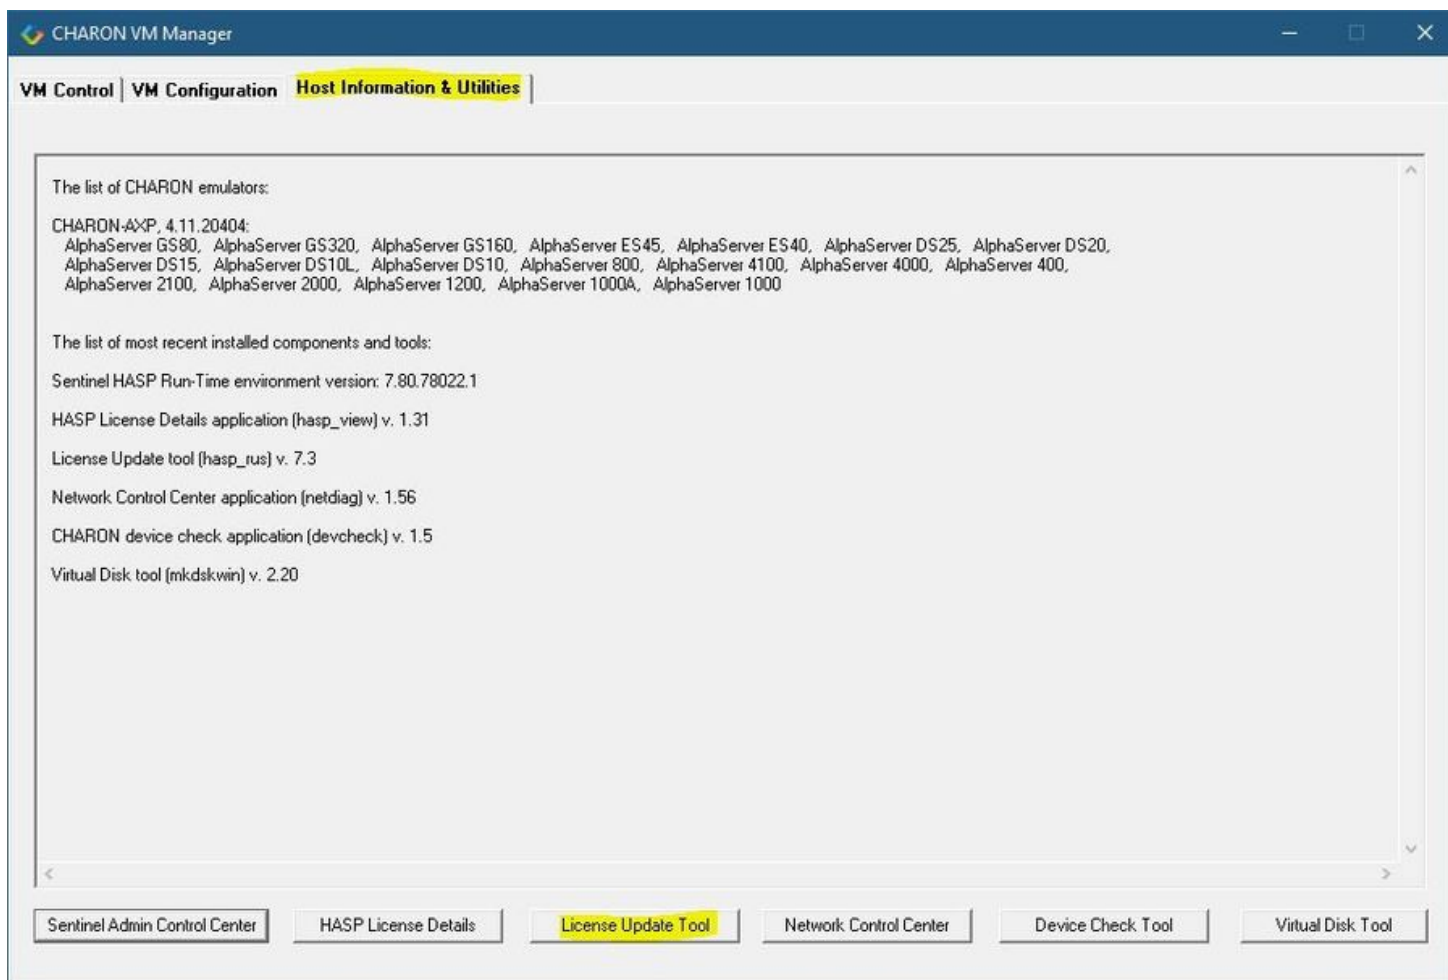 CHARON VM Manager
VM Control VM Configuration Host Information & Utilities
The list of CHARON emulators:
CHARON-AXP, 4.11.20404:
AlphaServer GS80, AlphaServer GS320, AlphaServer GS160, AlphaServer ES45, AlphaServer ES40, AlphaServer DS25, AlphaServer DS20,
AlphaServer DS15, AlphaServer DS10L, AlphaServer DS10, AlphaServer 800, AlphaServer 4100, AlphaServer 4000, AlphaServer 400,
AlphaServer 2100, AlphaServer 2000, AlphaServer 1200, AlphaServer 1000A, AlphaServer 1000
The list of most recent installed components and tools:
Sentinel HASP Run-Time environment version: 7.80.78022.1
HASP License Details application (hasp_view) v. 1.31
License Update tool (hasp_rus) v. 7.3
Network Control Center application (netdiag) v. 1.56
CHARON device check application (devcheck) v. 1.5
Virtual Disk tool (mkdskwin) v. 2.20
Sentinel Admin Control Center HASP License Details License Update Tool Network Control Center Device Check Tool Virtual Disk Tool